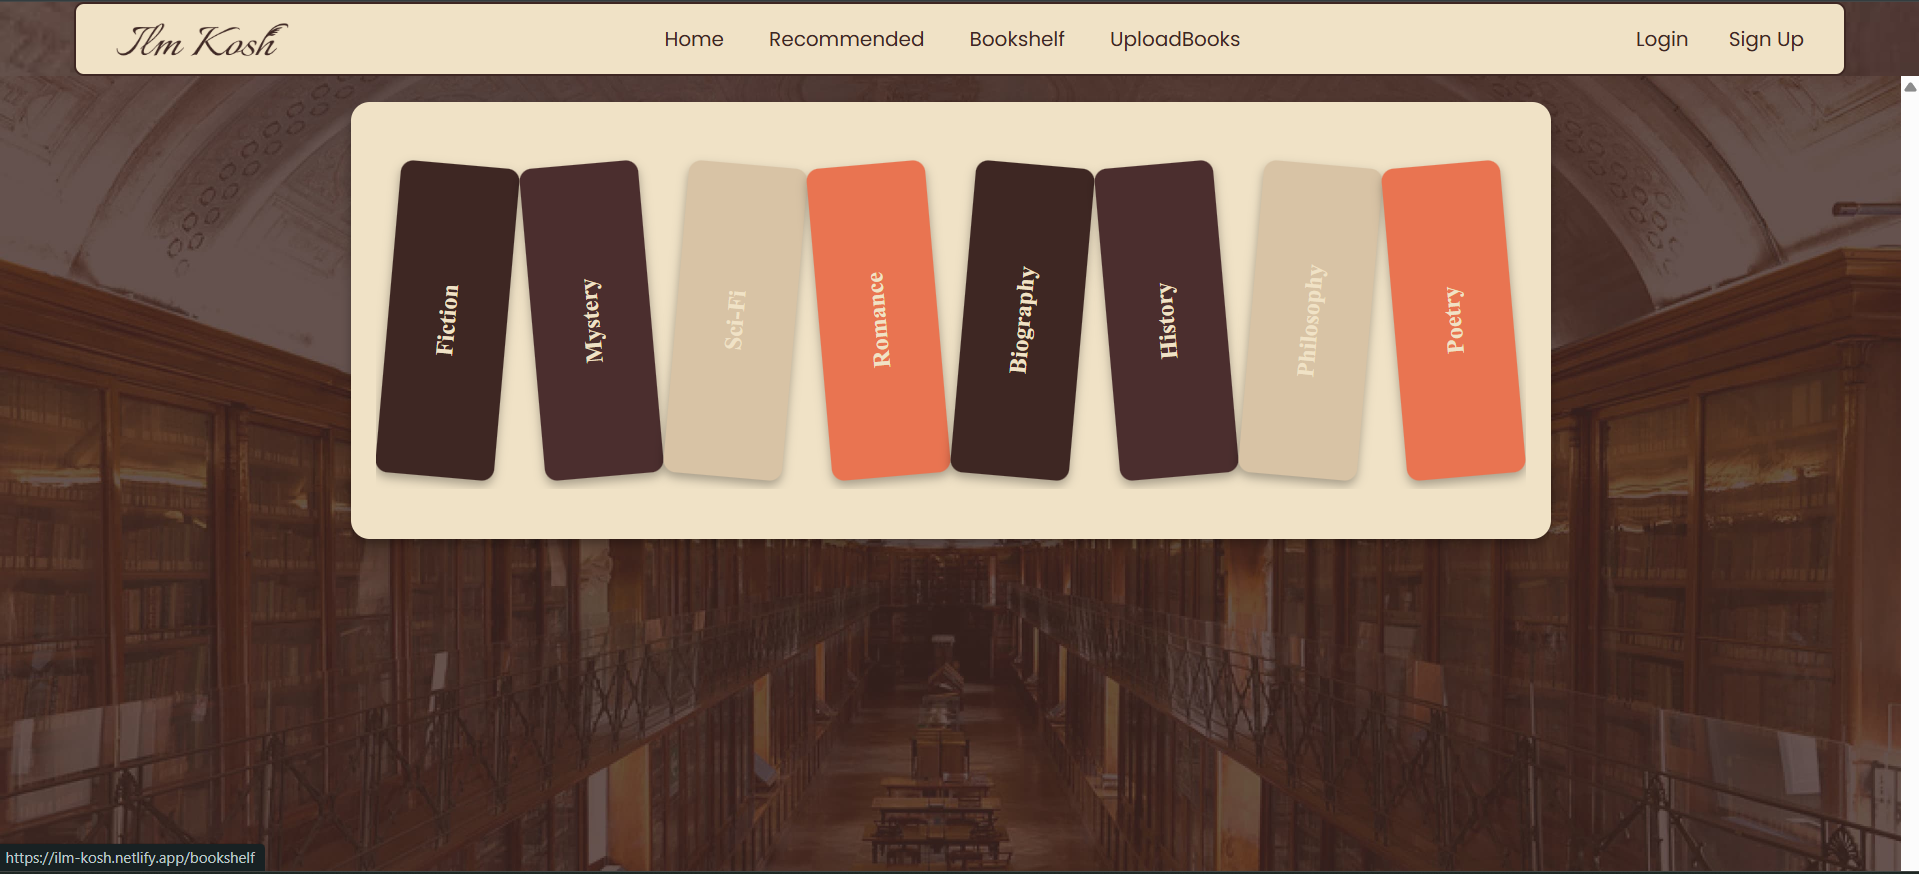 Ilm Kosh
Home
Recommended
Bookshelf
UploadBooks
Login
Sign Up
Fiction
Mystery
Sci-Fi
Romance
Biography
History
Philosophy
Poetry
https://ilm-kosh.netlify.app/bookshelf